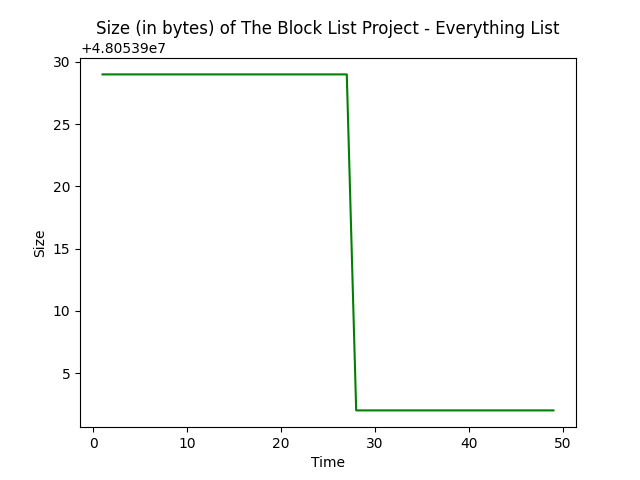 Size (in bytes) of The Block List Project - Everything List
+4.80539e7
30
25
20
15
10
5
Size
0 10 20 30 40 50
Time